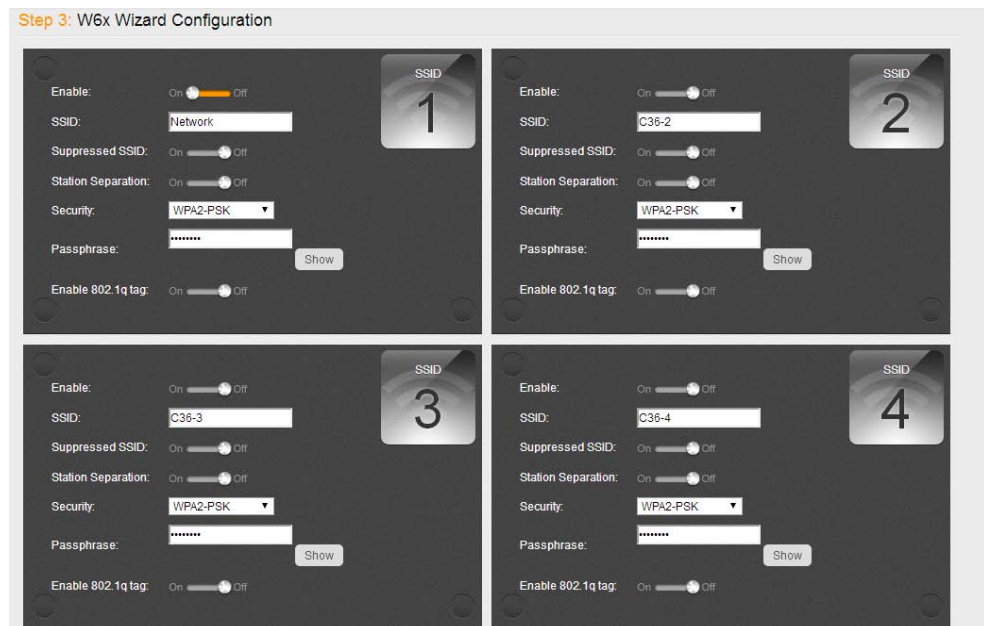 Step 3: W6x Wizard Configuration
SSID
1
Enable: On Off
SSID: Network
Suppressed SSID: On Off
Station Separation: On Off
Security: WPA2-PSK
Passphrase: ••••••••
Show
Enable 802.1q tag: On Off
SSID
2
Enable: On Off
SSID: C36-2
Suppressed SSID: On Off
Station Separation: On Off
Security: WPA2-PSK
Passphrase: ••••••••
Show
Enable 802.1q tag: On Off
SSID
3
Enable: On Off
SSID: C36-3
Suppressed SSID: On Off
Station Separation: On Off
Security: WPA2-PSK
Passphrase: ••••••••
Show
Enable 802.1q tag: On Off
SSID
4
Enable: On Off
SSID: C36-4
Suppressed SSID: On Off
Station Separation: On Off
Security: WPA2-PSK
Passphrase: ••••••••
Show
Enable 802.1q tag: On Off